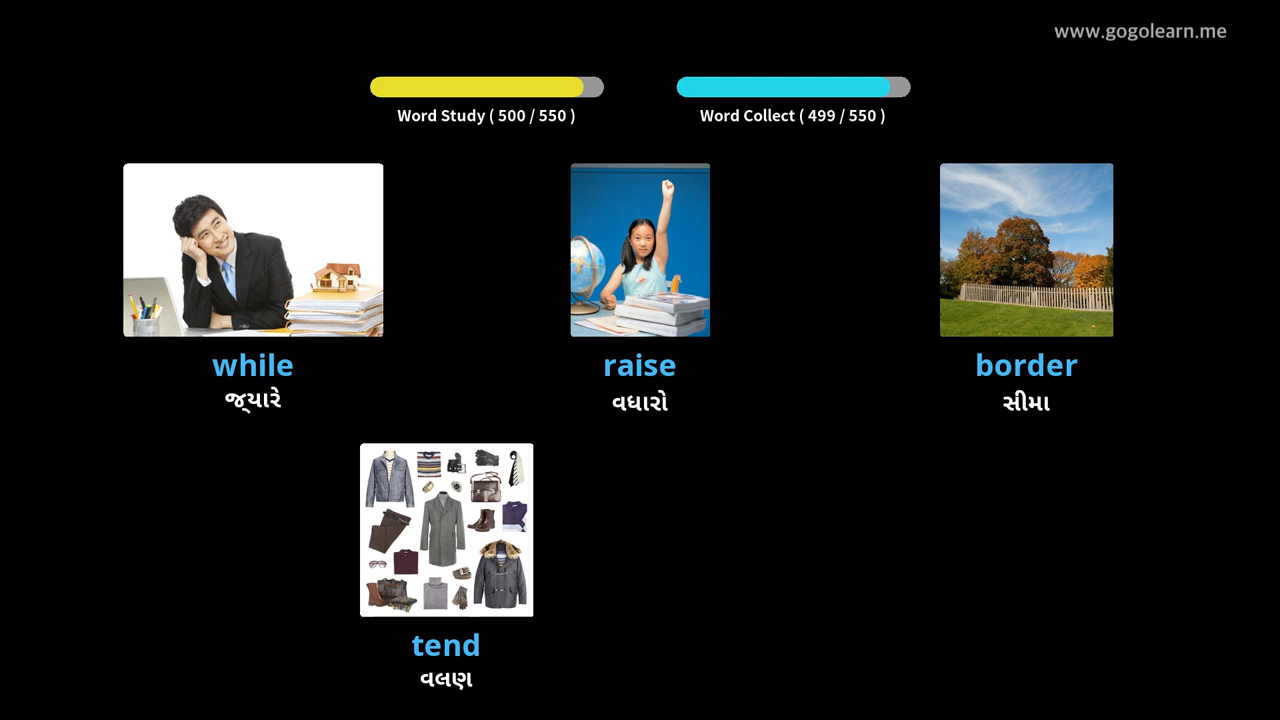 www.gogolearn.me
Word Study ( 500 / 550 )
Word Collect ( 499 / 550 )
while
જ્યારે
raise
વધારો
border
સીમા
tend
વલણ